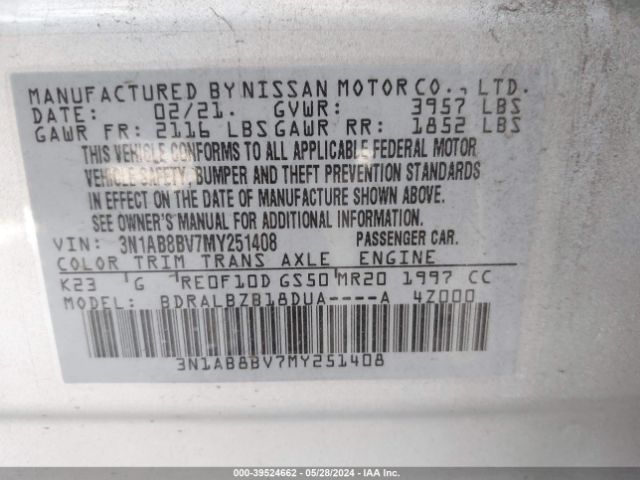 MANUFACTURED BY NISSAN MOTOR CO., LTD.
DATE: 02/21. GVWR: 3957 LBS
GAWR FR: 2116 LBS GAWR RR: 1852 LBS
THIS VEHICLE CONFORMS TO ALL APPLICABLE FEDERAL MOTOR
VEHICLE SAFETY, BUMPER AND THEFT PREVENTION STANDARDS
IN EFFECT ON THE DATE OF MANUFACTURE SHOWN ABOVE.
SEE OWNER'S MANUAL FOR ADDITIONAL INFORMATION.
VIN: 3N1AB8BV7MY251408 PASSENGER CAR.
COLOR TRIM TRANS AXLE ENGINE
K23 G RE0F10D GS50 MR20 1997 CC
MODEL: BDRALBZB18DUA----A 4Z000
3N1AB8BV7MY251408
000-39524662 - 05/28/2024 - IAA Inc.